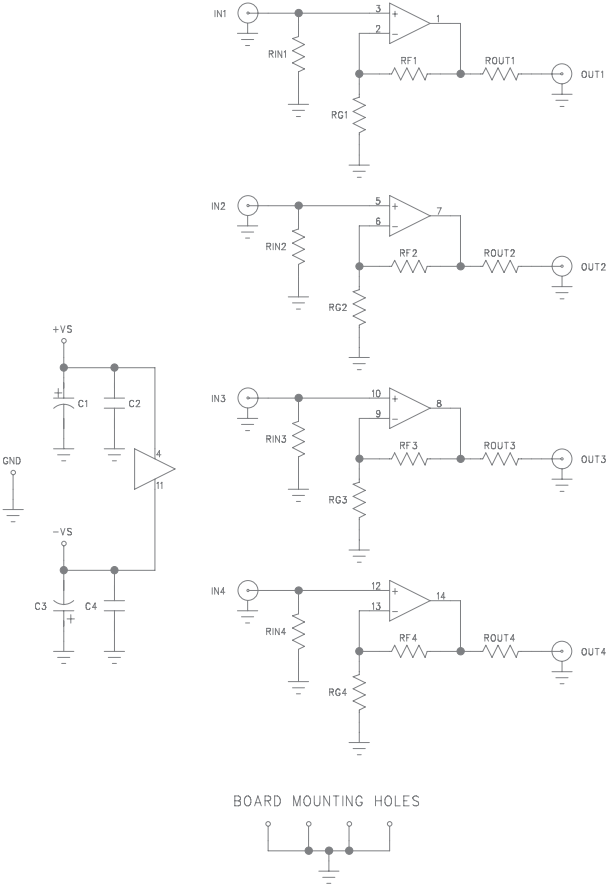 IN1 3 + 1
2 −
RIN1 RF1 ROUT1 OUT1
RG1
IN2 5 + 7
6 −
RIN2 RF2 ROUT2 OUT2
RG2
+VS
+ C1 C2
IN3 10 + 8
9 −
RIN3 RF3 ROUT3 OUT3
RG3
GND
4
11
−VS
C3 + C4
IN4 12 + 14
13 −
RIN4 RF4 ROUT4 OUT4
RG4
BOARD MOUNTING HOLES